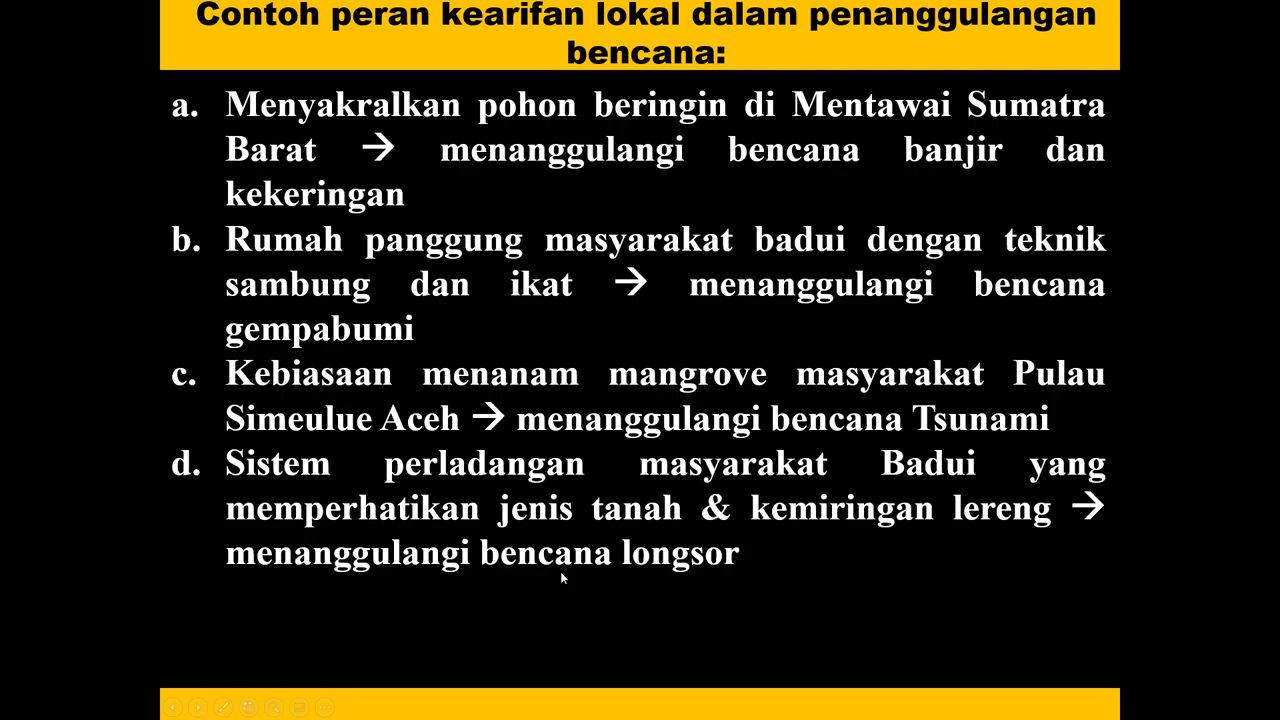 Contoh peran kearifan lokal dalam penanggulangan
bencana:
a. Menyakralkan pohon beringin di Mentawai Sumatra
Barat → menanggulangi bencana banjir dan
kekeringan
b. Rumah panggung masyarakat badui dengan teknik
sambung dan ikat → menanggulangi bencana
gempabumi
c. Kebiasaan menanam mangrove masyarakat Pulau
Simeulue Aceh → menanggulangi bencana Tsunami
d. Sistem perladangan masyarakat Badui yang
memperhatikan jenis tanah & kemiringan lereng →
menanggulangi bencana longsor